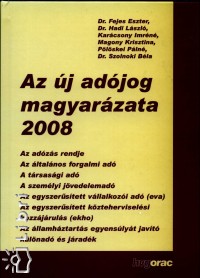 Dr. Fejes Eszter,
Dr. Hadi László,
Karácsony Imréné,
Magony Krisztina,
Pölöskei Pálné,
Dr. Szolnoki Béla
Az új adójog
magyarázata
2008
Az adózás rendje
Az általános forgalmi adó
A társasági adó
A személyi jövedelemadó
Az egyszerűsített vállalkozói adó (eva)
Az egyszerűsített közteherviselési
hozzájárulás (ekho)
Az államháztartás egyensúlyát javító
különadó és járadék
hvgorac